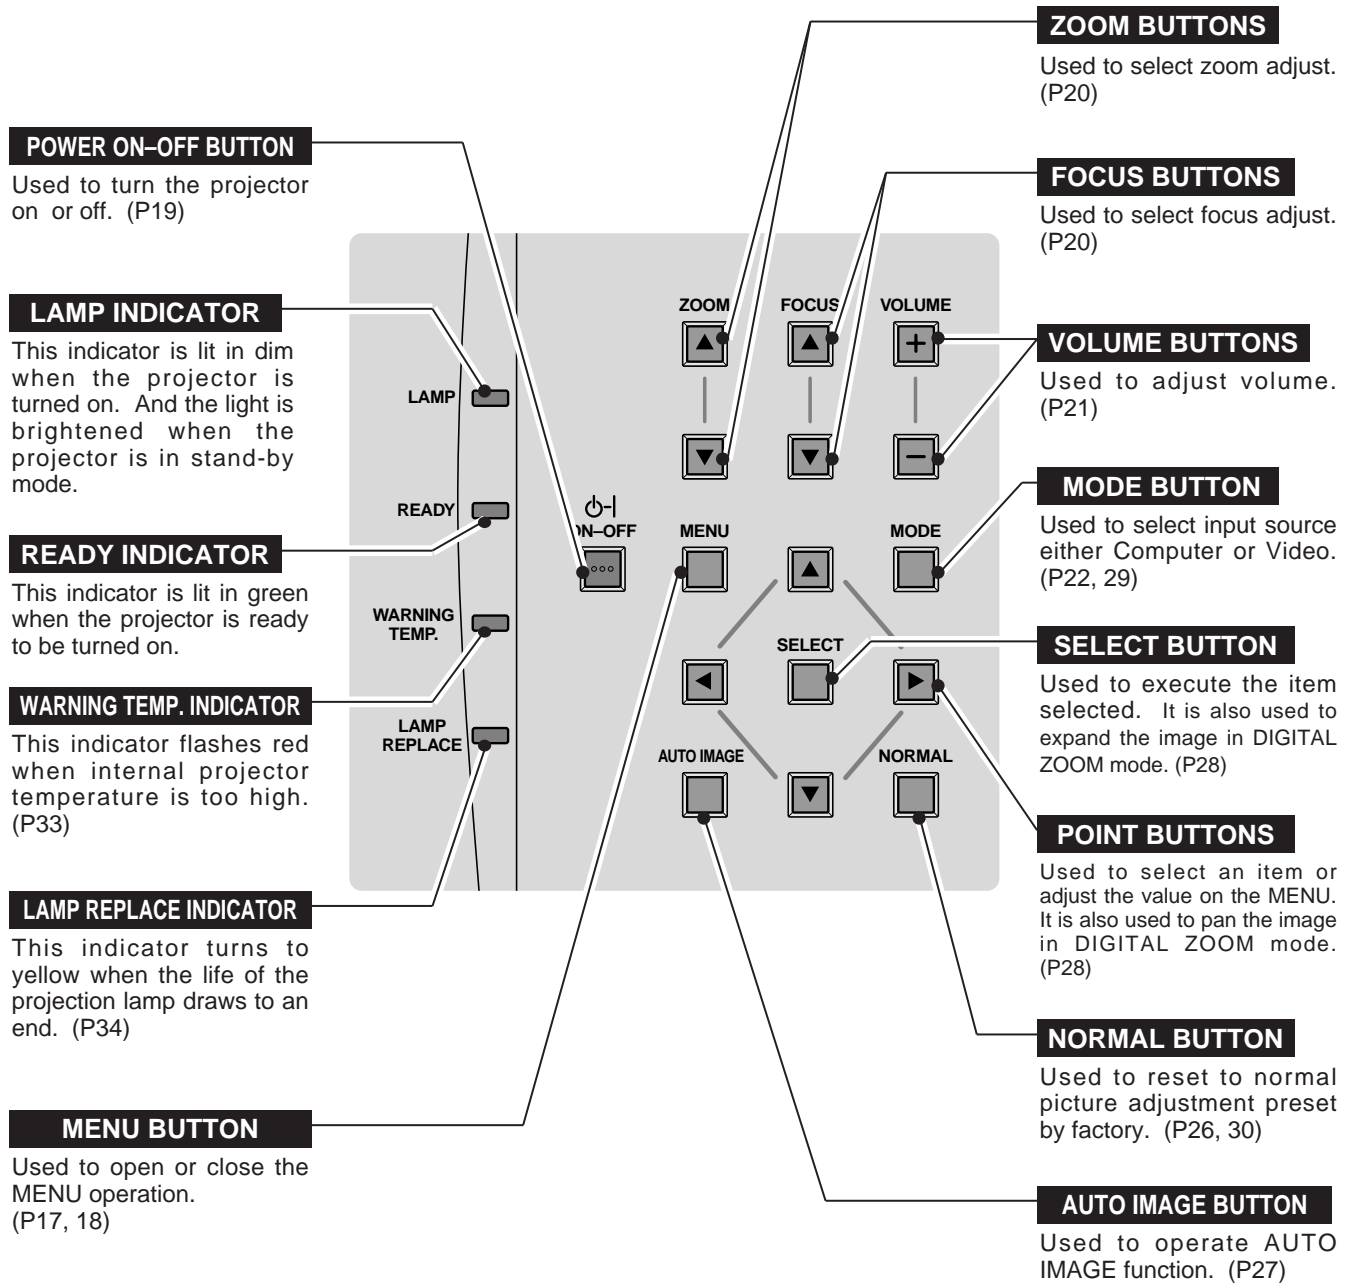 ZOOM BUTTONS
Used to select zoom adjust.
(P20)
POWER ON–OFF BUTTON
Used to turn the projector
on or off. (P19)
FOCUS BUTTONS
Used to select focus adjust.
(P20)
LAMP INDICATOR
This indicator is lit in dim
when the projector is
turned on. And the light is
brightened when the
projector is in stand-by
mode.
VOLUME BUTTONS
Used to adjust volume.
(P21)
READY INDICATOR
This indicator is lit in green
when the projector is ready
to be turned on.
MODE BUTTON
Used to select input source
either Computer or Video.
(P22, 29)
WARNING TEMP. INDICATOR
This indicator flashes red
when internal projector
temperature is too high.
(P33)
SELECT BUTTON
Used to execute the item
selected. It is also used to
expand the image in DIGITAL
ZOOM mode. (P28)
LAMP REPLACE INDICATOR
This indicator turns to
yellow when the life of the
projection lamp draws to an
end. (P34)
POINT BUTTONS
Used to select an item or
adjust the value on the MENU.
It is also used to pan the image
in DIGITAL ZOOM mode.
(P28)
MENU BUTTON
Used to open or close the
MENU operation.
(P17, 18)
NORMAL BUTTON
Used to reset to normal
picture adjustment preset
by factory. (P26, 30)
AUTO IMAGE BUTTON
Used to operate AUTO
IMAGE function. (P27)
ZOOM
FOCUS
VOLUME
LAMP
READY
ON–OFF
MENU
MODE
WARNING
TEMP.
SELECT
LAMP
REPLACE
AUTO IMAGE
NORMAL